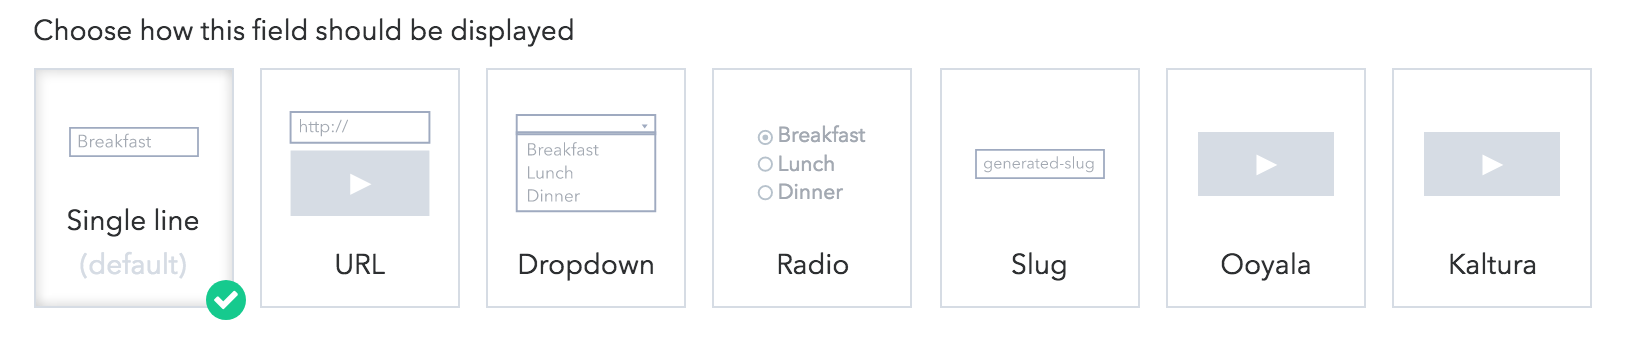 Choose how this field should be displayed
Breakfast
Single line
(default)
http://
URL
Breakfast
Lunch
Dinner
Dropdown
Breakfast
Lunch
Dinner
Radio
generated-slug
Slug
Ooyala
Kaltura